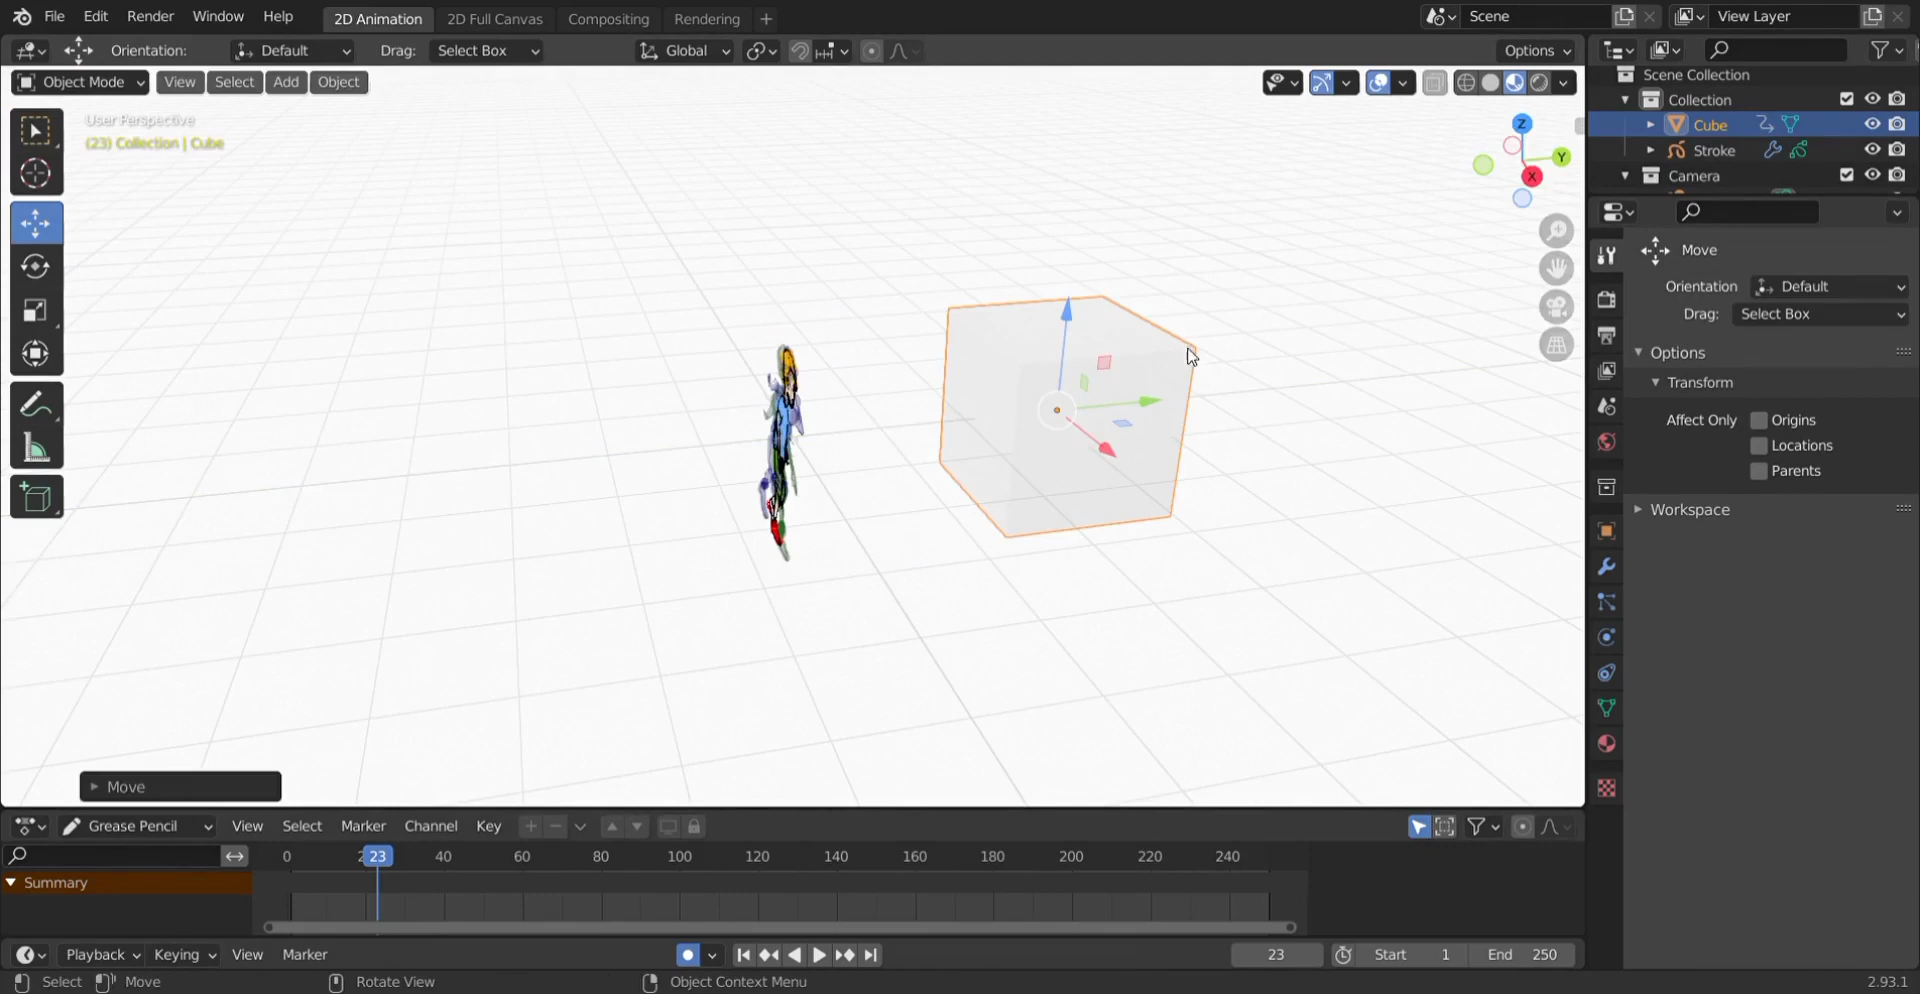 File Edit Render Window Help 2D Animation 2D Full Canvas Compositing Rendering + Scene View Layer
Orientation: Default Drag: Select Box Global Options
Object Mode View Select Add Object
User Perspective
(23) Collection | Cube
Z
Y
X
Scene Collection
Collection
Cube
Stroke
Camera
Move
Orientation Default
Drag: Select Box
Options
Transform
Affect Only Origins
Locations
Parents
Workspace
Move
Grease Pencil View Select Marker Channel Key
0 23 40 60 80 100 120 140 160 180 200 220 240
Summary
Playback Keying View Marker 23 Start 1 End 250
Select Move Rotate View Object Context Menu 2.93.1